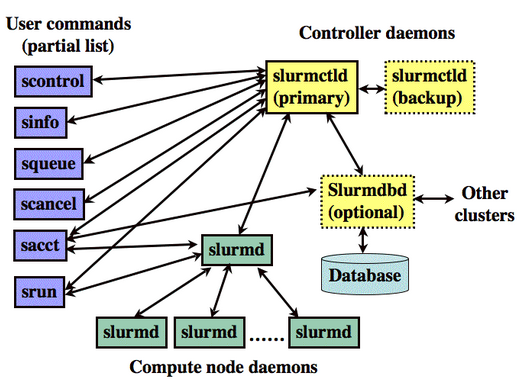 User commands
(partial list)
Controller daemons
scontrol
slurmctld
(primary)
slurmctld
(backup)
sinfo
squeue
scancel
Slurmdbd
(optional)
Other
clusters
sacct
slurmd
Database
srun
slurmd
slurmd
......
slurmd
Compute node daemons